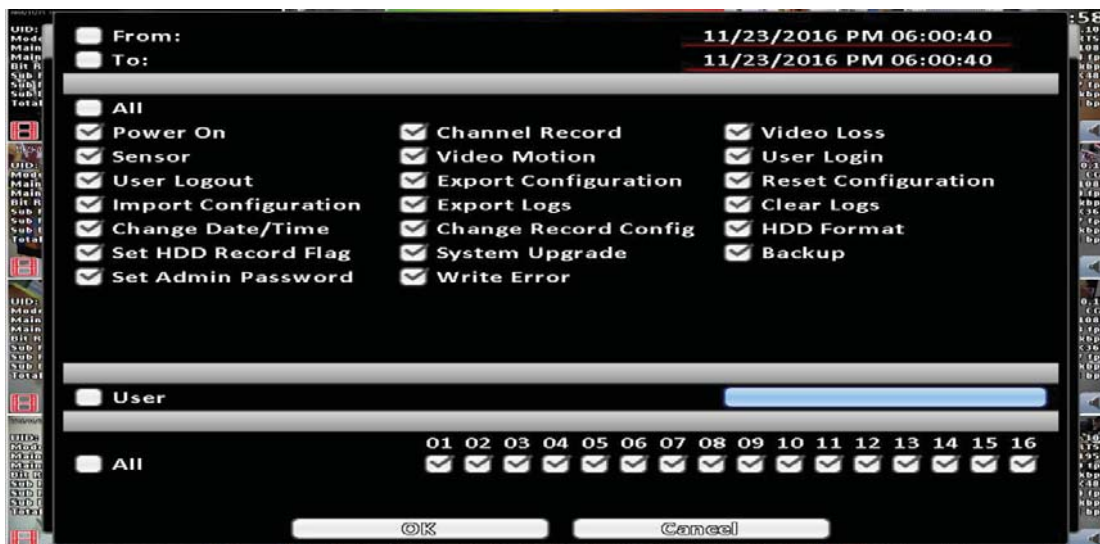 From: 11/23/2016 PM 06:00:40
To: 11/23/2016 PM 06:00:40
All
Power On Channel Record Video Loss
Sensor Video Motion User Login
User Logout Export Configuration Reset Configuration
Import Configuration Export Logs Clear Logs
Change Date/Time Change Record Config HDD Format
Set HDD Record Flag System Upgrade Backup
Set Admin Password Write Error
User
01 02 03 04 05 06 07 08 09 10 11 12 13 14 15 16
All
OK Cancel